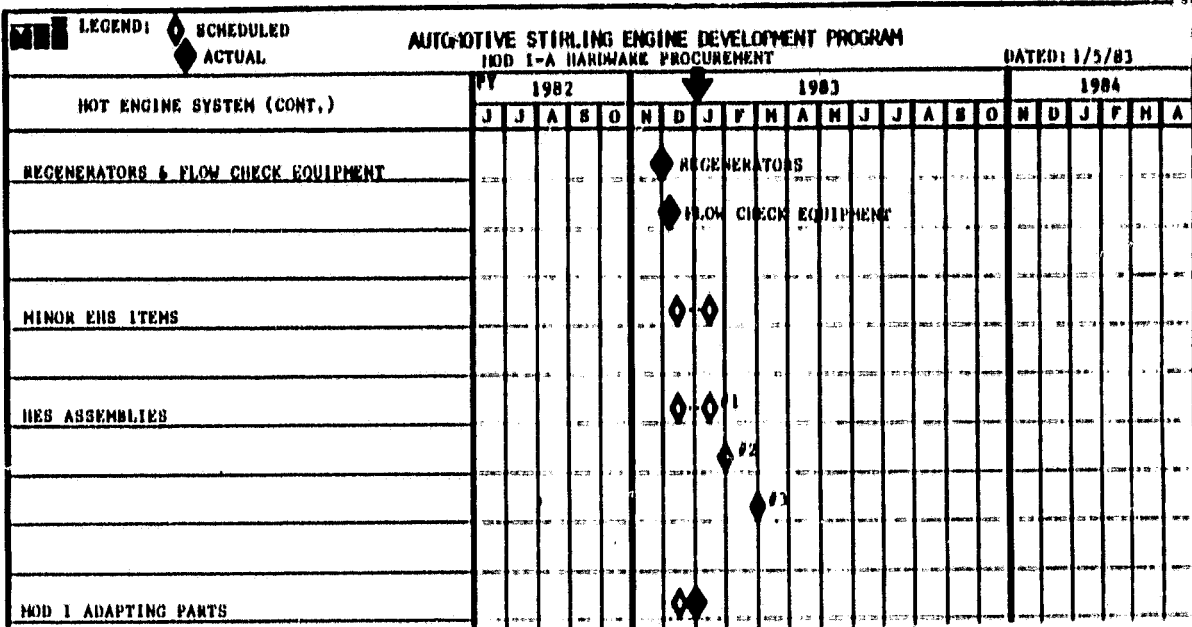 LEGEND: SCHEDULED
ACTUAL
AUTOMOTIVE STIRLING ENGINE DEVELOPMENT PROGRAM
MOD I-A HARDWARE PROCUREMENT
DATED: 1/5/83
HOT ENGINE SYSTEM (CONT.)
FY 1982 1983 1984
J J A S O N D J F M A M J J A S O N D J F M A
REGENERATORS & FLOW CHECK EQUIPMENT
REGENERATORS
FLOW CHECK EQUIPMENT
MINOR EHS ITEMS
HES ASSEMBLIES #1
#2
#3
MOD I ADAPTING PARTS